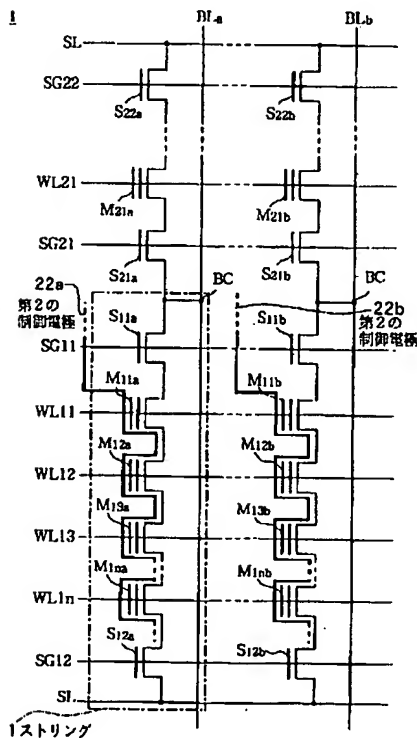 1
BLa
BLb
SL
SG22
S22a
S22b
WL21
M21a
M21b
SG21
S21a
S21b
22a
第2の
制御電極
BC
22b
第2の
制御電極
BC
S11a
S11b
SG11
M11a
M11b
WL11
M12a
M12b
WL12
M13a
M13b
WL13
M1na
M1nb
WL1n
S12a
S12b
SG12
SL
1ストリング